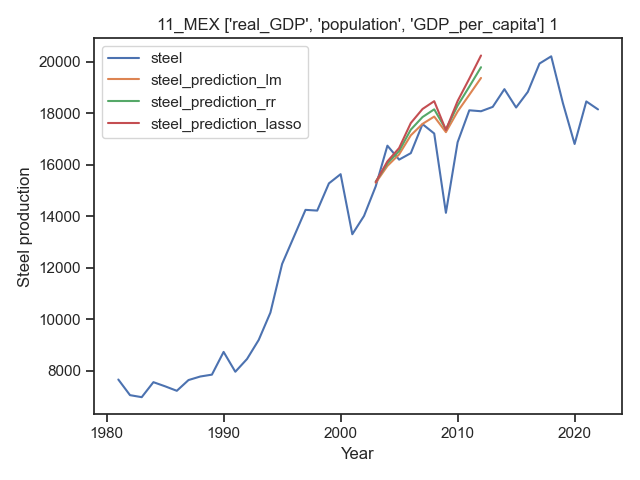 11_MEX ['real_GDP', 'population', 'GDP_per_capita'] 1
steel
steel_prediction_lm
steel_prediction_rr
steel_prediction_lasso
Steel production
20000
18000
16000
14000
12000
10000
8000
1980
1990
2000
2010
2020
Year